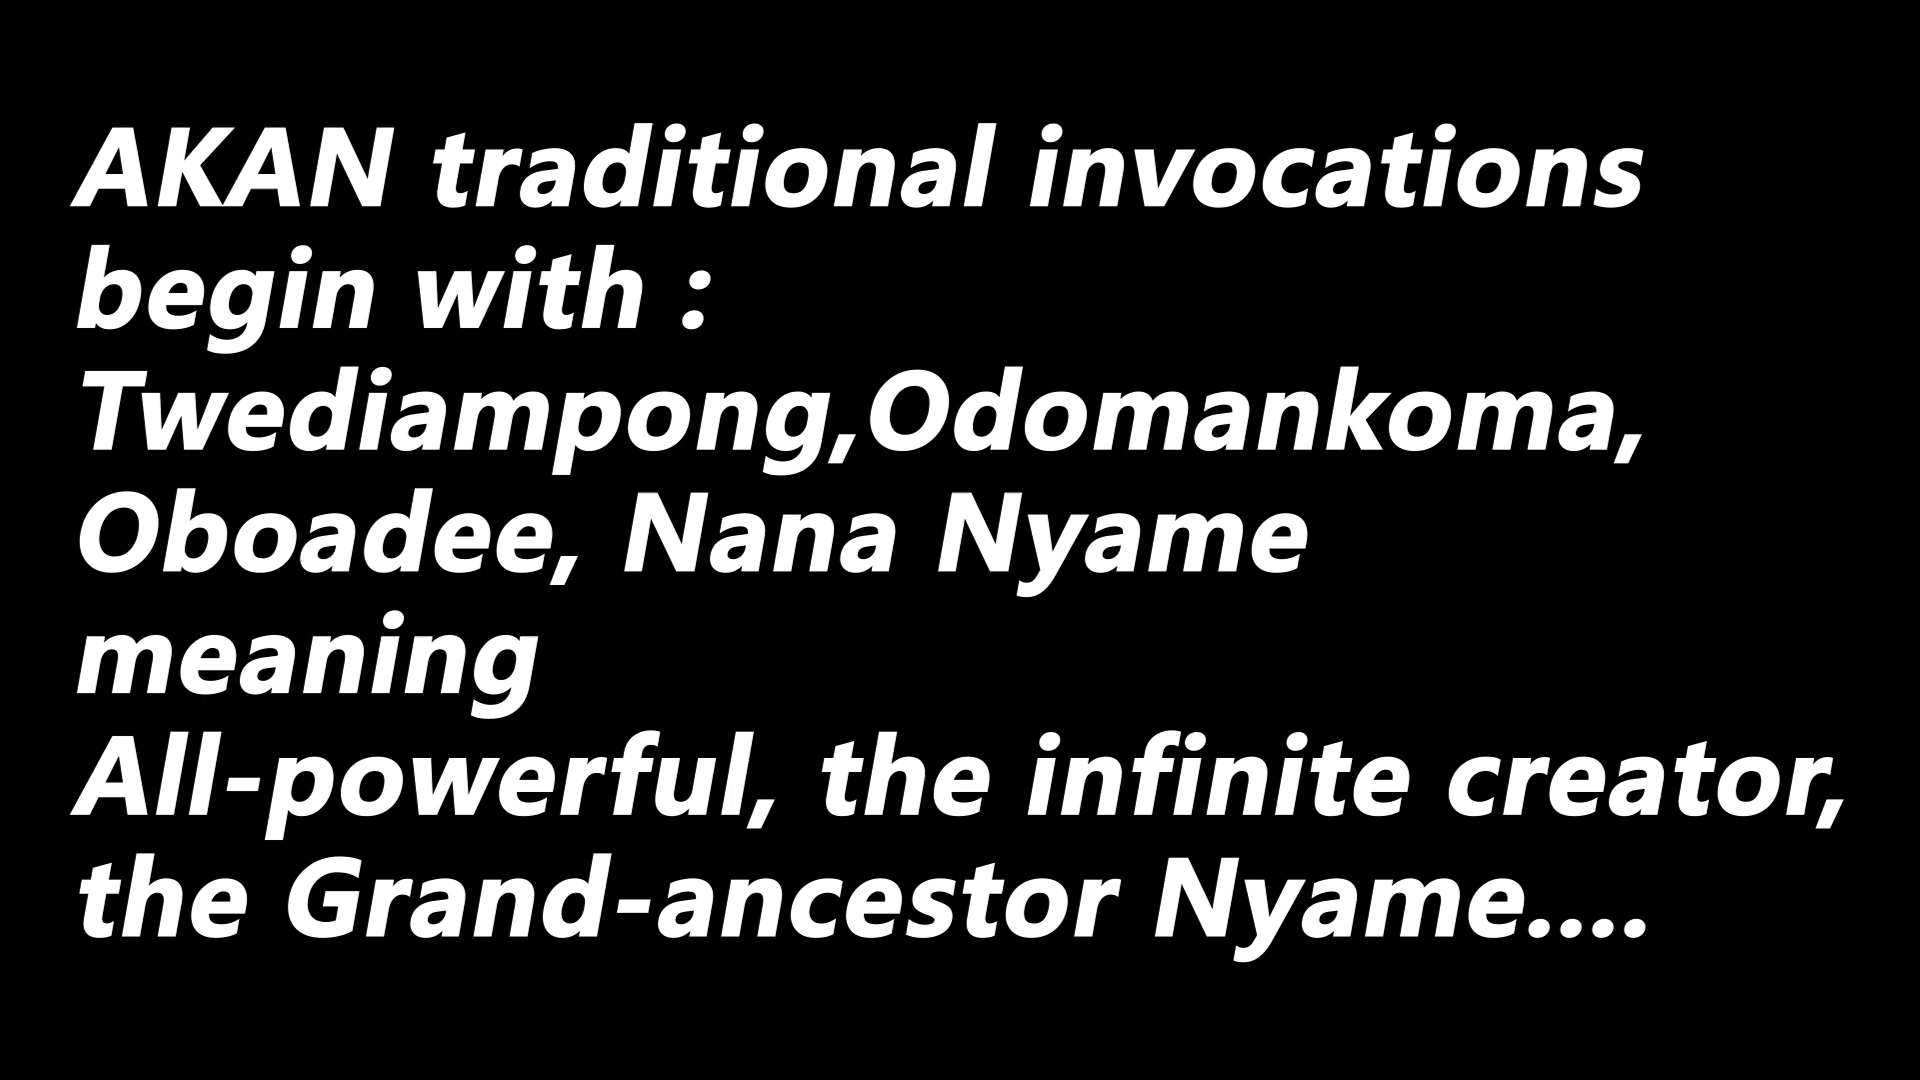 AKAN traditional invocations
begin with :
Twediampong,Odomankoma,
Oboadee, Nana Nyame
meaning
All-powerful, the infinite creator,
the Grand-ancestor Nyame....